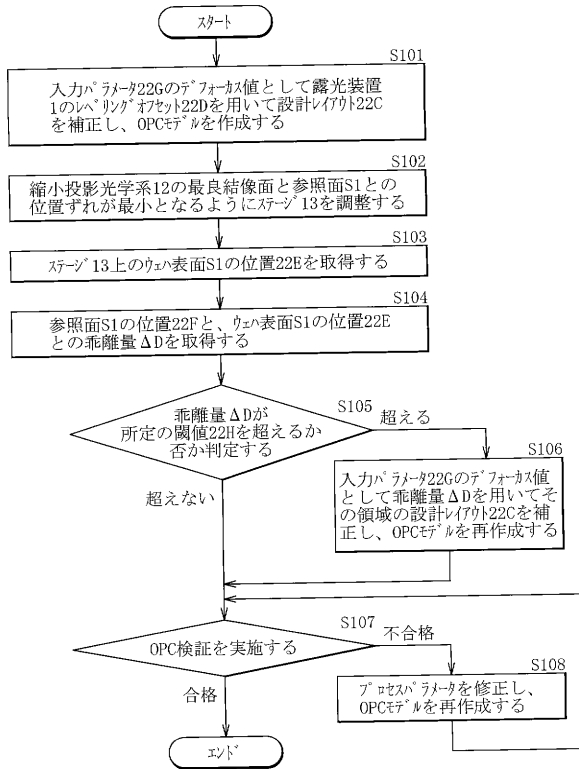 スタート
S101
入力パラメータ22Gのデフォーカス値として露光装置
1のレベリングオフセット22Dを用いて設計レイアウト22C
を補正し、OPCモデルを作成する
S102
縮小投影光学系12の最良結像面と参照面S1との
位置ずれが最小となるようにステージ13を調整する
S103
ステージ13上のウェハ表面S1の位置22Eを取得する
S104
参照面S1の位置22Fと、ウェハ表面S1の位置22E
との乖離量ΔDを取得する
S105
乖離量ΔDが
所定の閾値22Hを超えるか
否か判定する
超える
超えない
S106
入力パラメータ22Gのデフォーカス値
として乖離量ΔDを用いてそ
の領域の設計レイアウト22Cを補
正し、OPCモデルを再作成する
S107
OPC検証を実施する
不合格
合格
S108
プロセスパラメータを修正し、
OPCモデルを再作成する
エンド